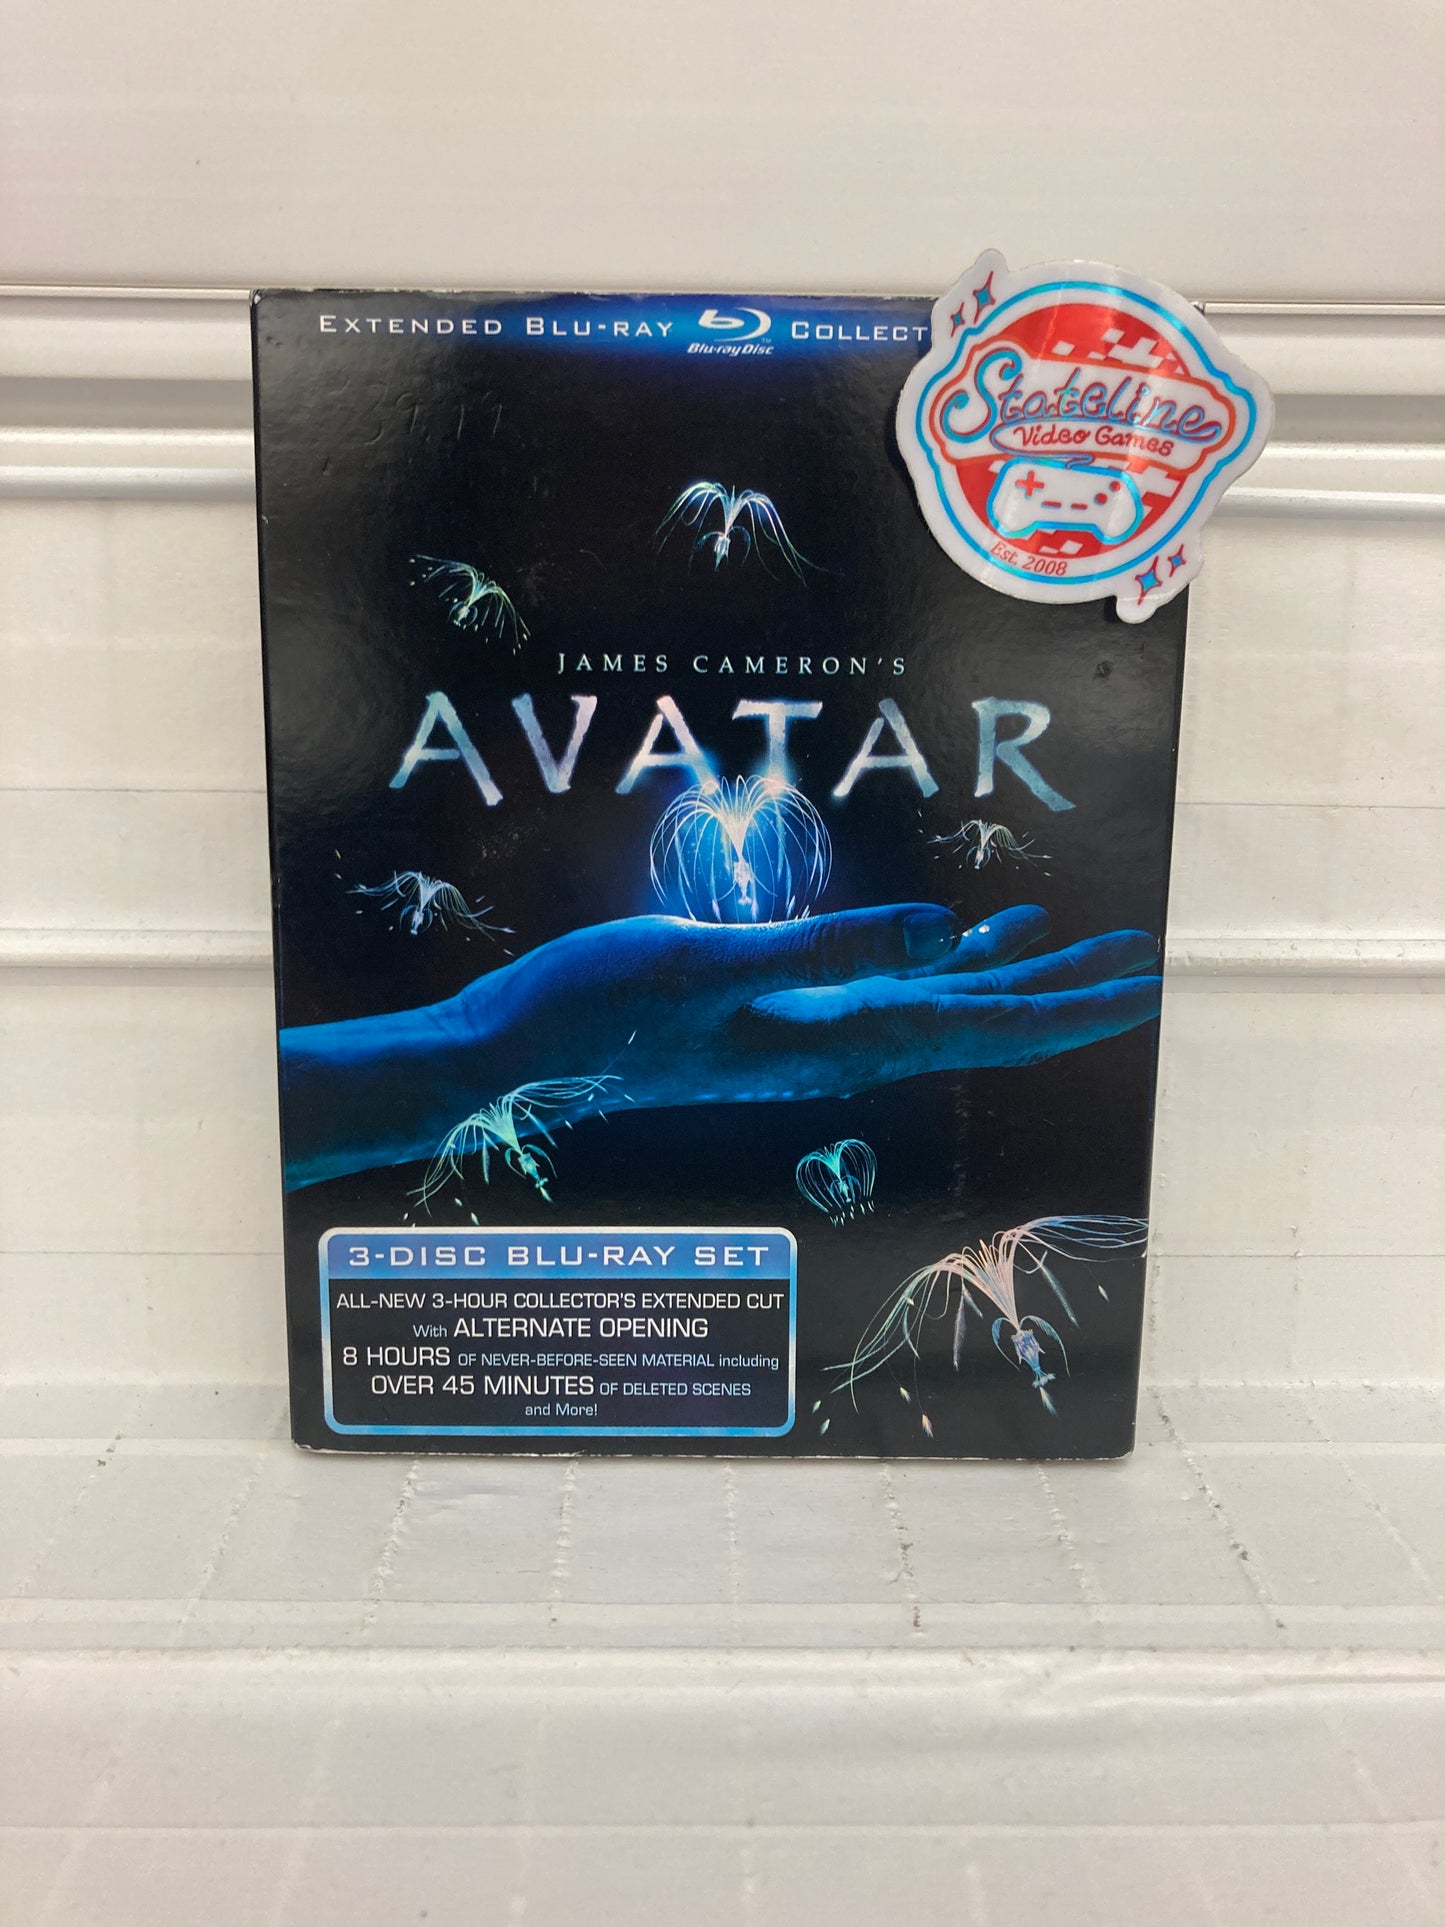 EXTENDED BLU-RAY Blu-ray Disc COLLECT
Stateline
Video Games
Est. 2008
JAMES CAMERON'S
AVATAR
3-DISC BLU-RAY SET
ALL-NEW 3-HOUR COLLECTOR'S EXTENDED CUT
With ALTERNATE OPENING
8 HOURS OF NEVER-BEFORE-SEEN MATERIAL including
OVER 45 MINUTES OF DELETED SCENES
and More!